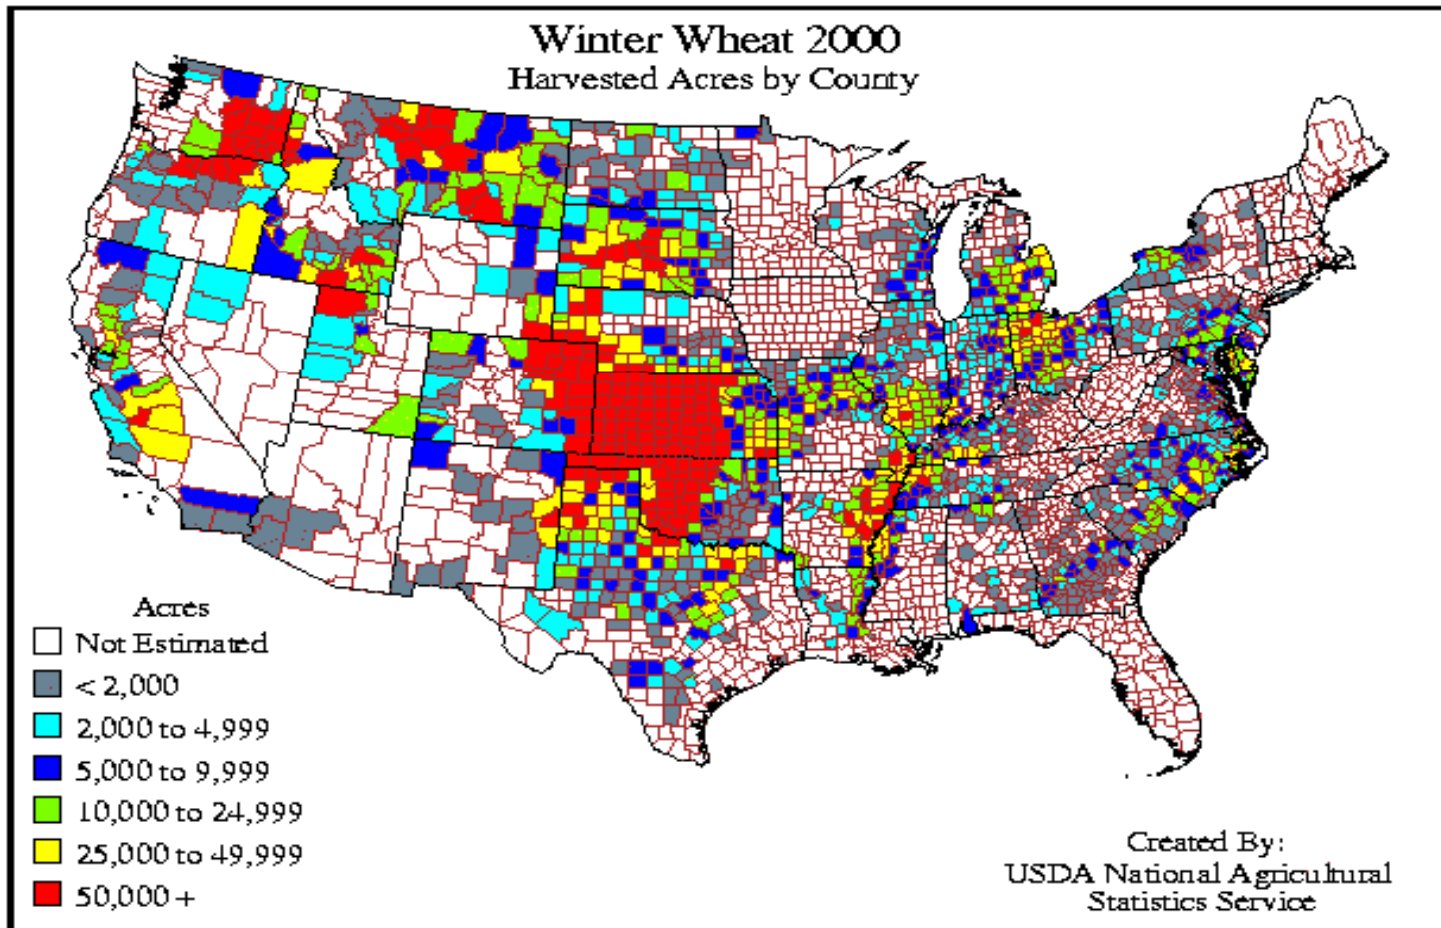 Winter Wheat 2000
Harvested Acres by County
Acres
Not Estimated
< 2,000
2,000 to 4,999
5,000 to 9,999
10,000 to 24,999
25,000 to 49,999
50,000 +
Created By:
USDA National Agricultural
Statistics Service